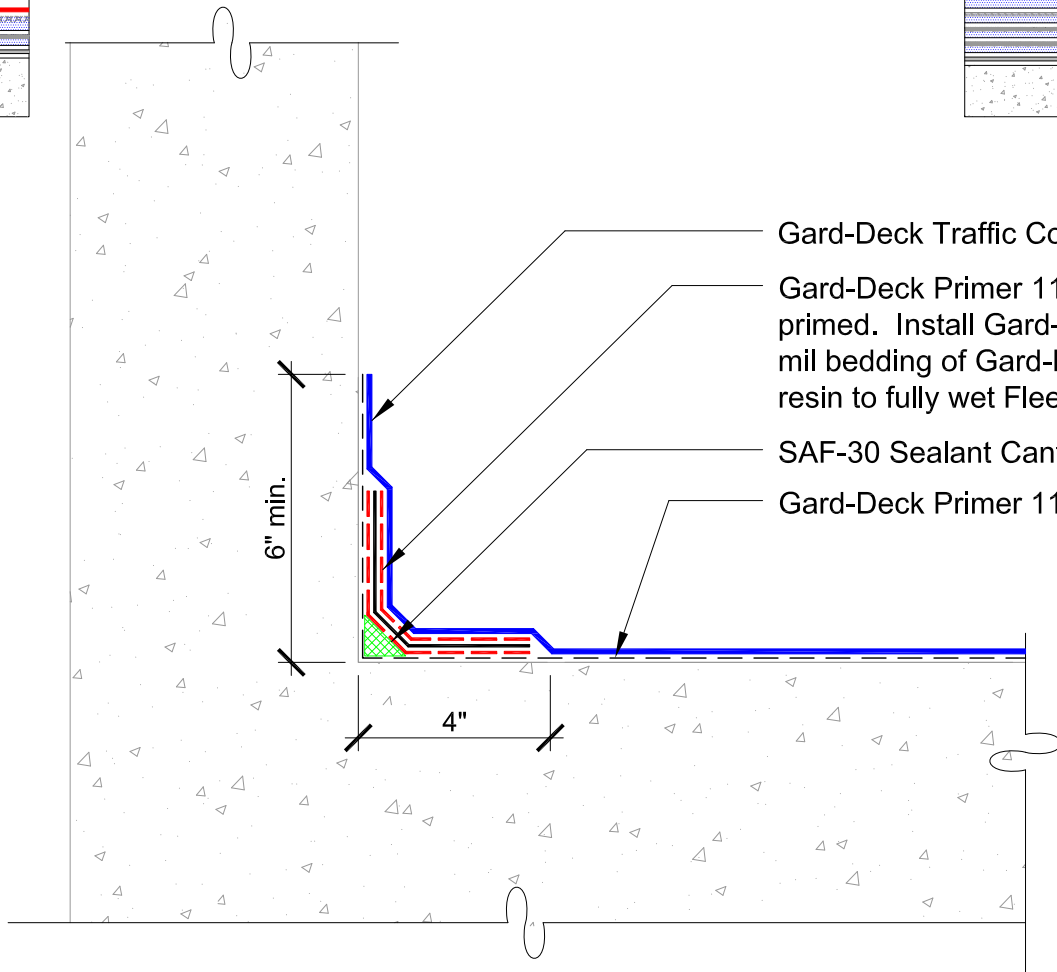 Gard-Deck Traffic Co
Gard-Deck Primer 11
primed. Install Gard-
mil bedding of Gard-
resin to fully wet Flee
SAF-30 Sealant Can
Gard-Deck Primer 11
6" min.
4"